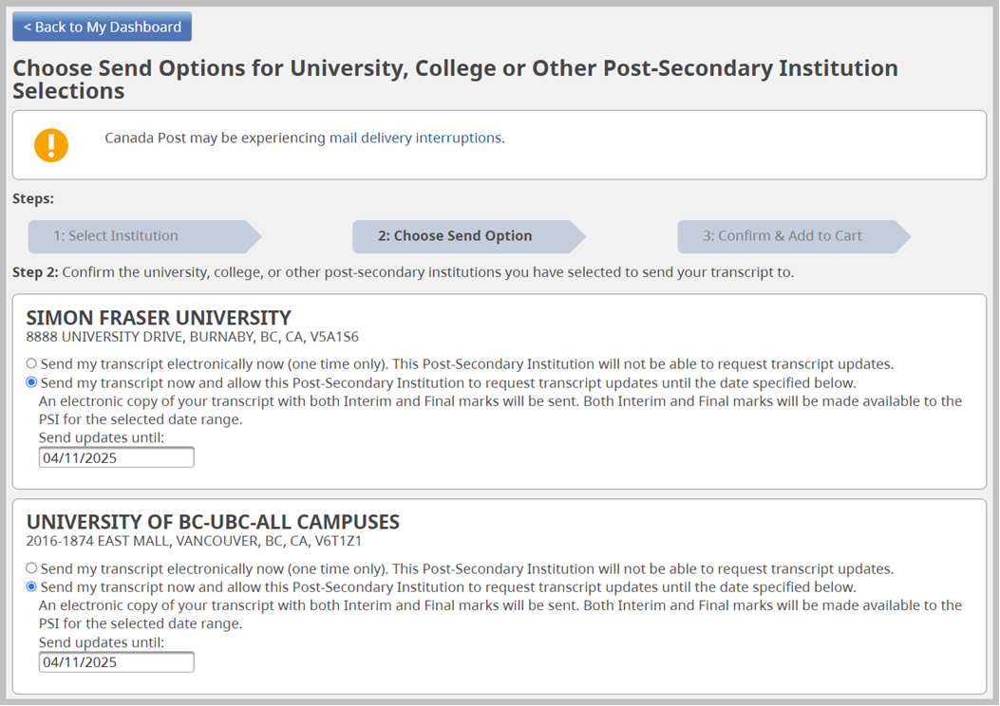 < Back to My Dashboard
Choose Send Options for University, College or Other Post-Secondary Institution
Selections
Canada Post may be experiencing mail delivery interruptions.
Steps:
1: Select Institution
2: Choose Send Option
3: Confirm & Add to Cart
Step 2: Confirm the university, college, or other post-secondary institutions you have selected to send your transcript to.
SIMON FRASER UNIVERSITY
8888 UNIVERSITY DRIVE, BURNABY, BC, CA, V5A1S6
Send my transcript electronically now (one time only). This Post-Secondary Institution will not be able to request transcript updates.
Send my transcript now and allow this Post-Secondary Institution to request transcript updates until the date specified below.
An electronic copy of your transcript with both Interim and Final marks will be sent. Both Interim and Final marks will be made available to the
PSI for the selected date range.
Send updates until:
04/11/2025
UNIVERSITY OF BC-UBC-ALL CAMPUSES
2016-1874 EAST MALL, VANCOUVER, BC, CA, V6T1Z1
Send my transcript electronically now (one time only). This Post-Secondary Institution will not be able to request transcript updates.
Send my transcript now and allow this Post-Secondary Institution to request transcript updates until the date specified below.
An electronic copy of your transcript with both Interim and Final marks will be sent. Both Interim and Final marks will be made available to the
PSI for the selected date range.
Send updates until:
04/11/2025